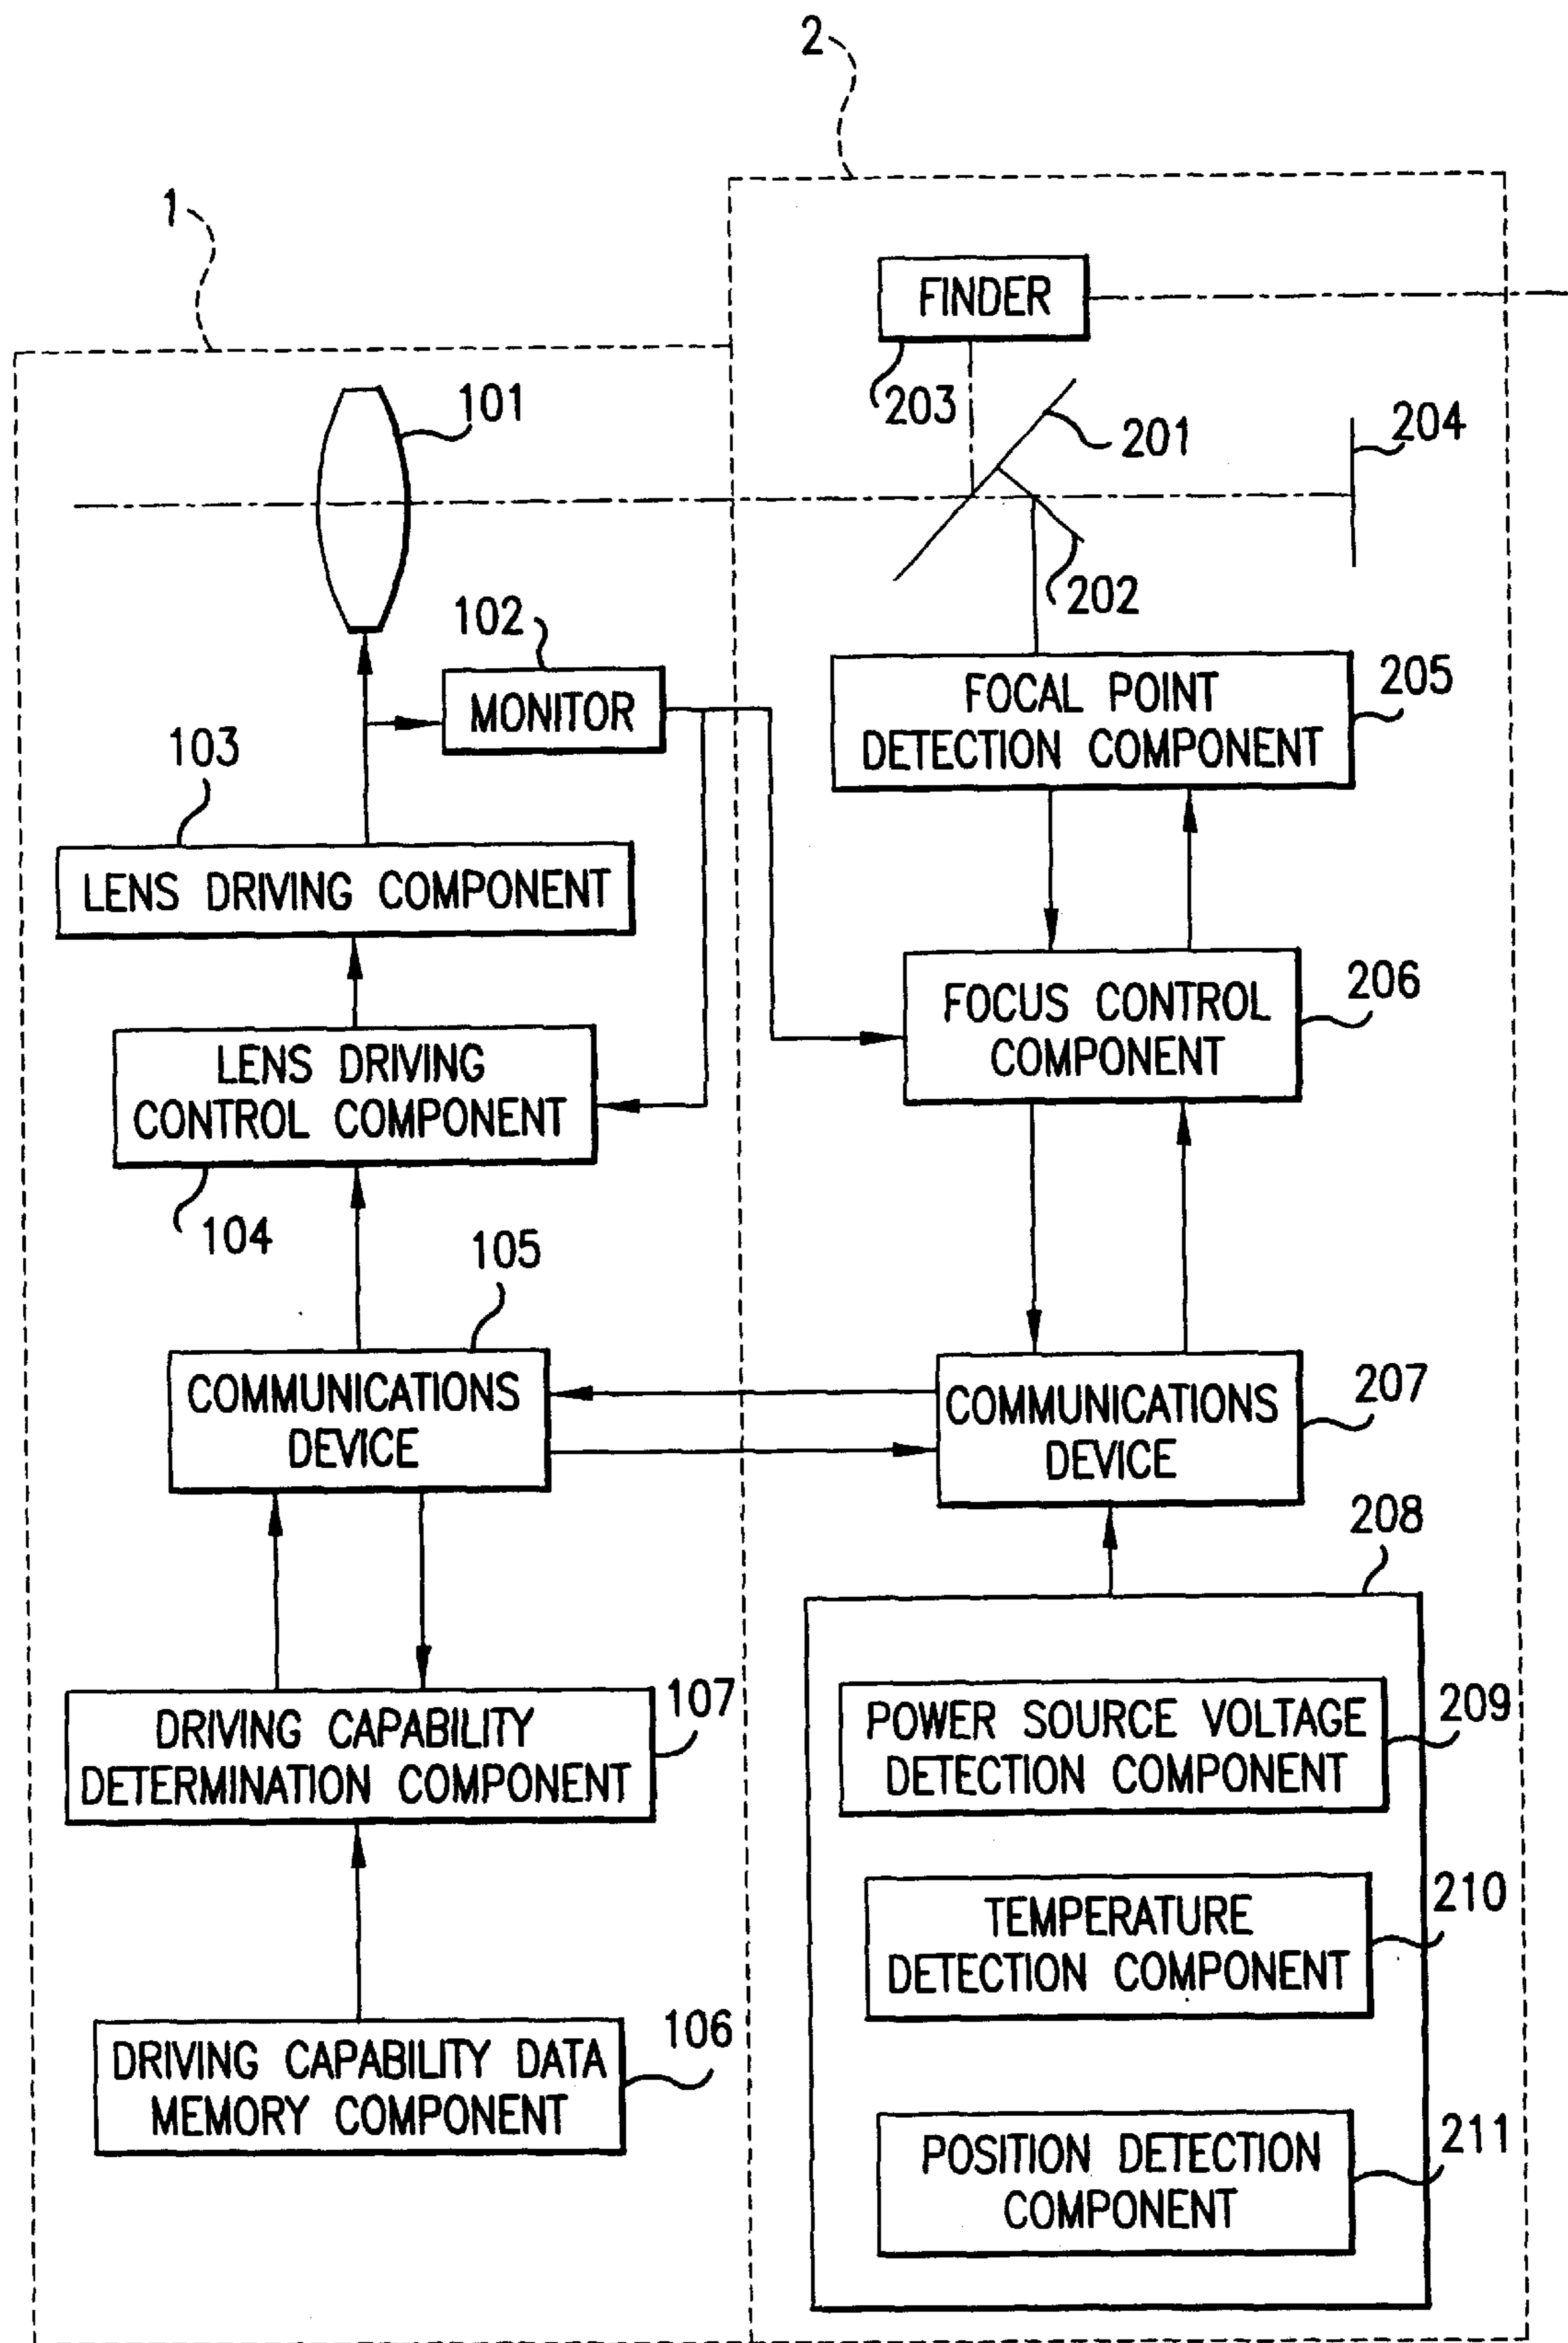 2
1
FINDER
203
201
204
101
202
102
MONITOR
FOCAL POINT
DETECTION COMPONENT
205
103
LENS DRIVING COMPONENT
FOCUS CONTROL
COMPONENT
206
LENS DRIVING
CONTROL COMPONENT
104
105
COMMUNICATIONS
DEVICE
COMMUNICATIONS
DEVICE
207
208
DRIVING CAPABILITY
DETERMINATION COMPONENT
107
POWER SOURCE VOLTAGE
DETECTION COMPONENT
209
TEMPERATURE
DETECTION COMPONENT
210
DRIVING CAPABILITY DATA
MEMORY COMPONENT
106
POSITION DETECTION
COMPONENT
211